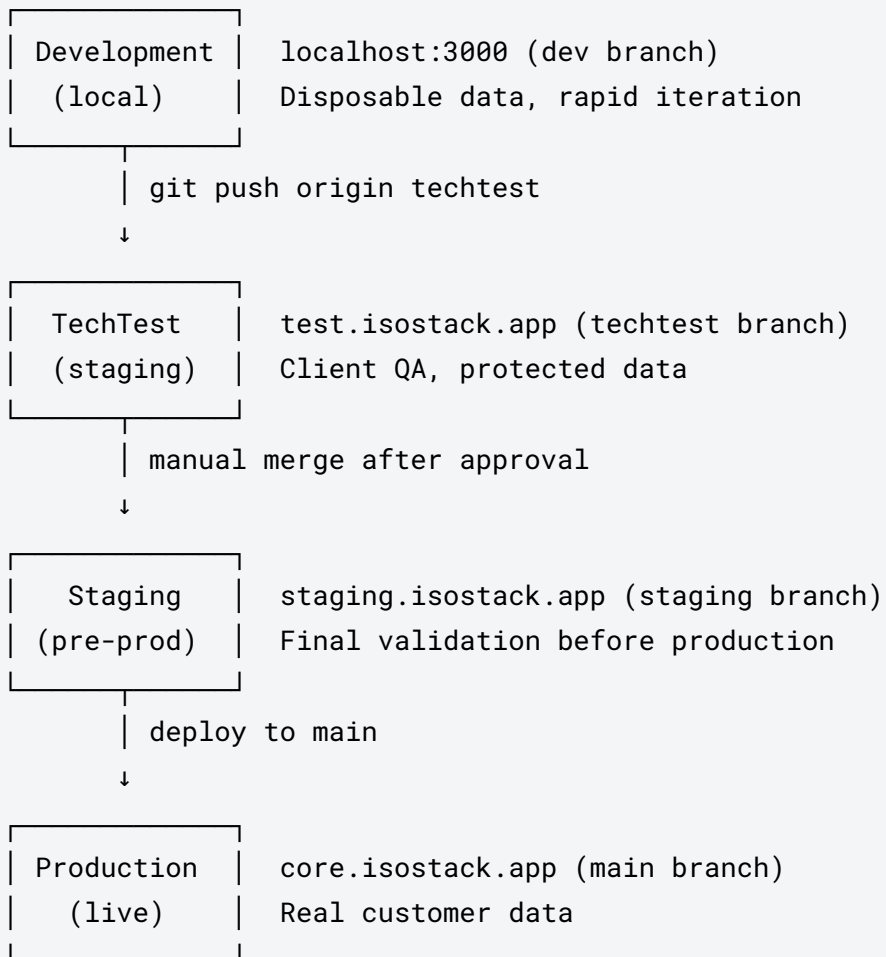 Development localhost:3000 (dev branch)
(local) Disposable data, rapid iteration
git push origin techtest
↓
TechTest test.isostack.app (techtest branch)
(staging) Client QA, protected data
manual merge after approval
↓
Staging staging.isostack.app (staging branch)
(pre-prod) Final validation before production
deploy to main
↓
Production core.isostack.app (main branch)
(live) Real customer data